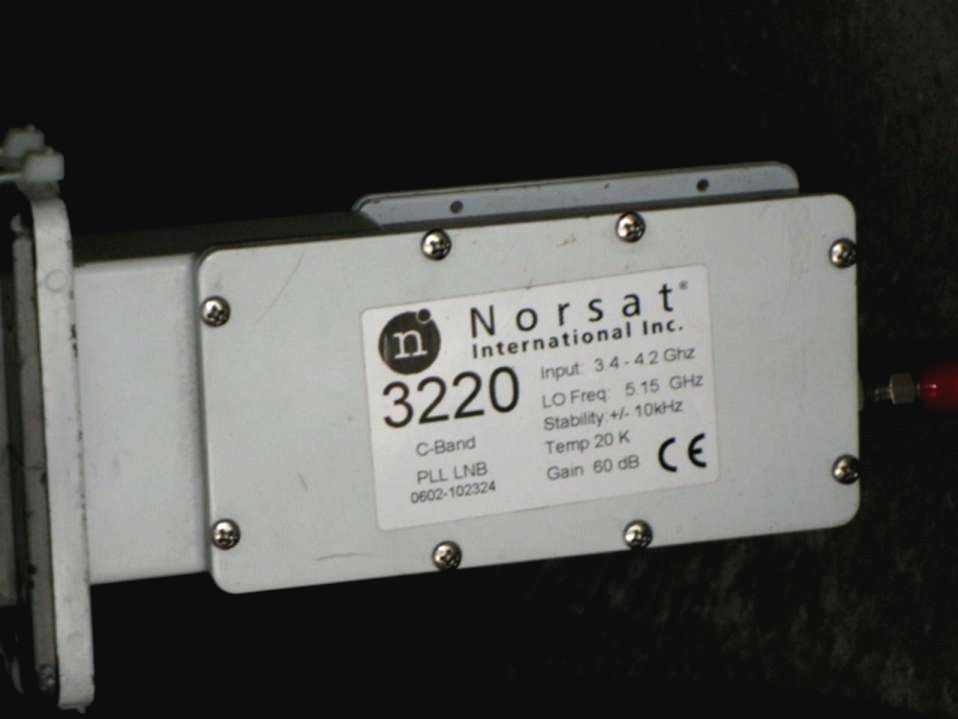 n
Norsat®
International Inc.
3220
C-Band
PLL LNB
0602-102324
Input: 3.4 - 4.2 Ghz
LO Freq: 5.15 GHz
Stability:+/- 10kHz
Temp 20 K
Gain 60 dB
CE